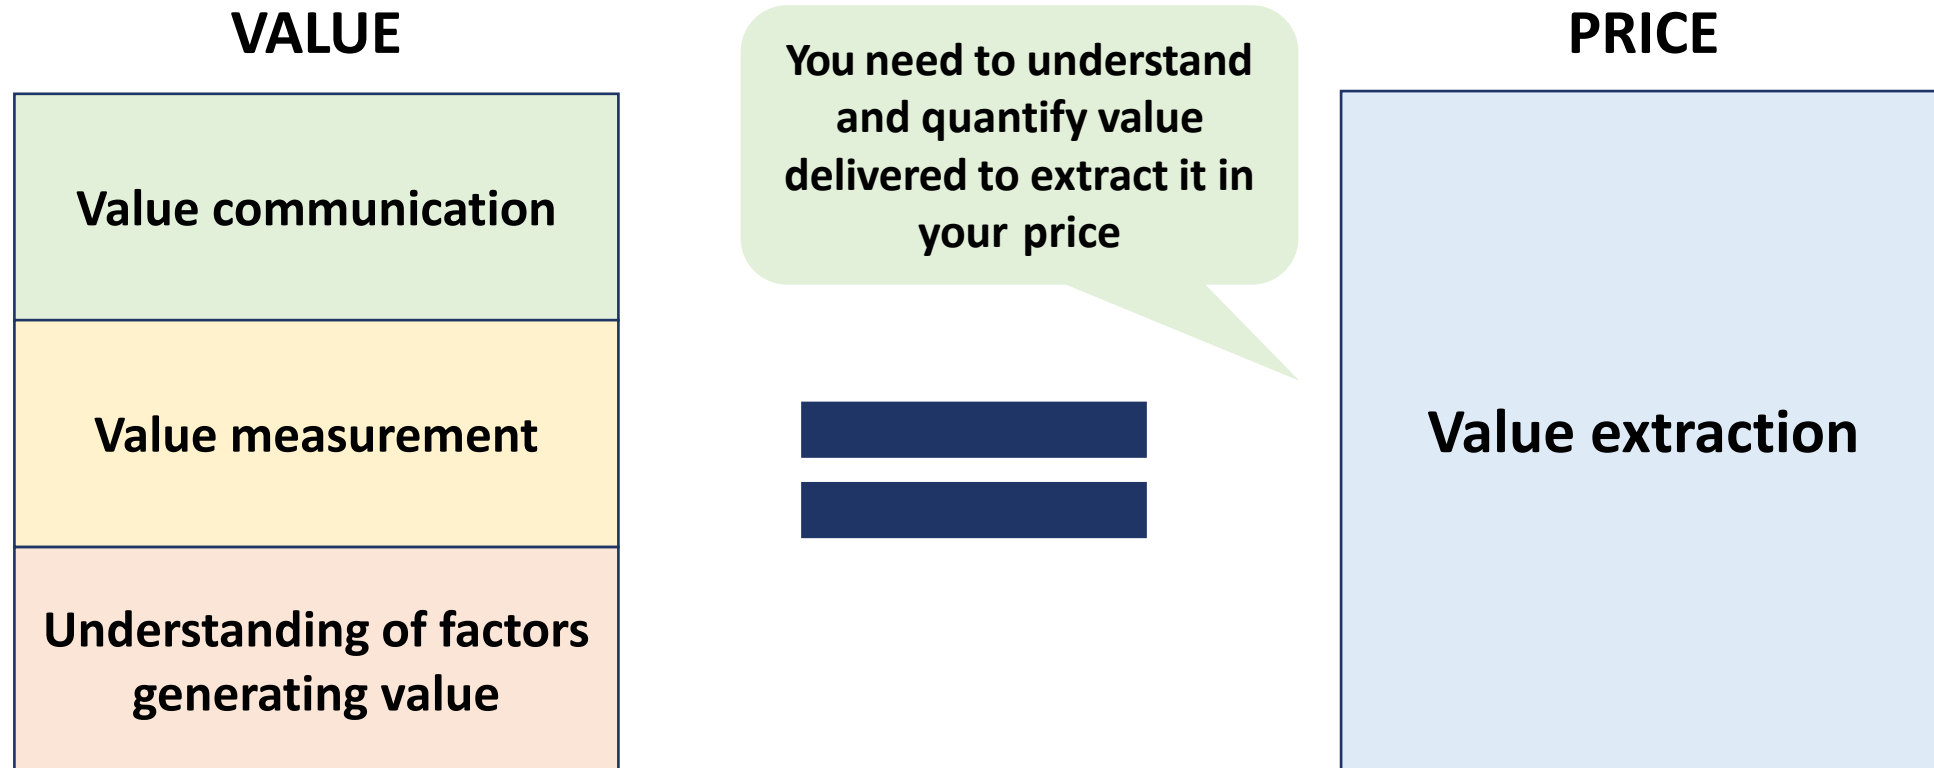 VALUE
Value communication
Value measurement
Understanding of factors
generating value
You need to understand
and quantify value
delivered to extract it in
your price
PRICE
Value extraction